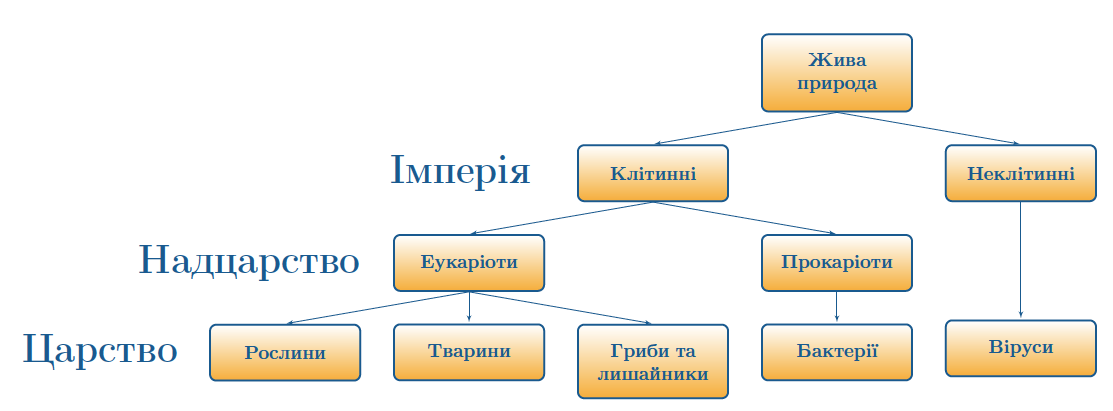 Жива
природа
Імперія
Клітинні
Неклітинні
Надцарство
Еукаріоти
Прокаріоти
Царство
Рослини
Тварини
Гриби та
лишайники
Бактерії
Віруси